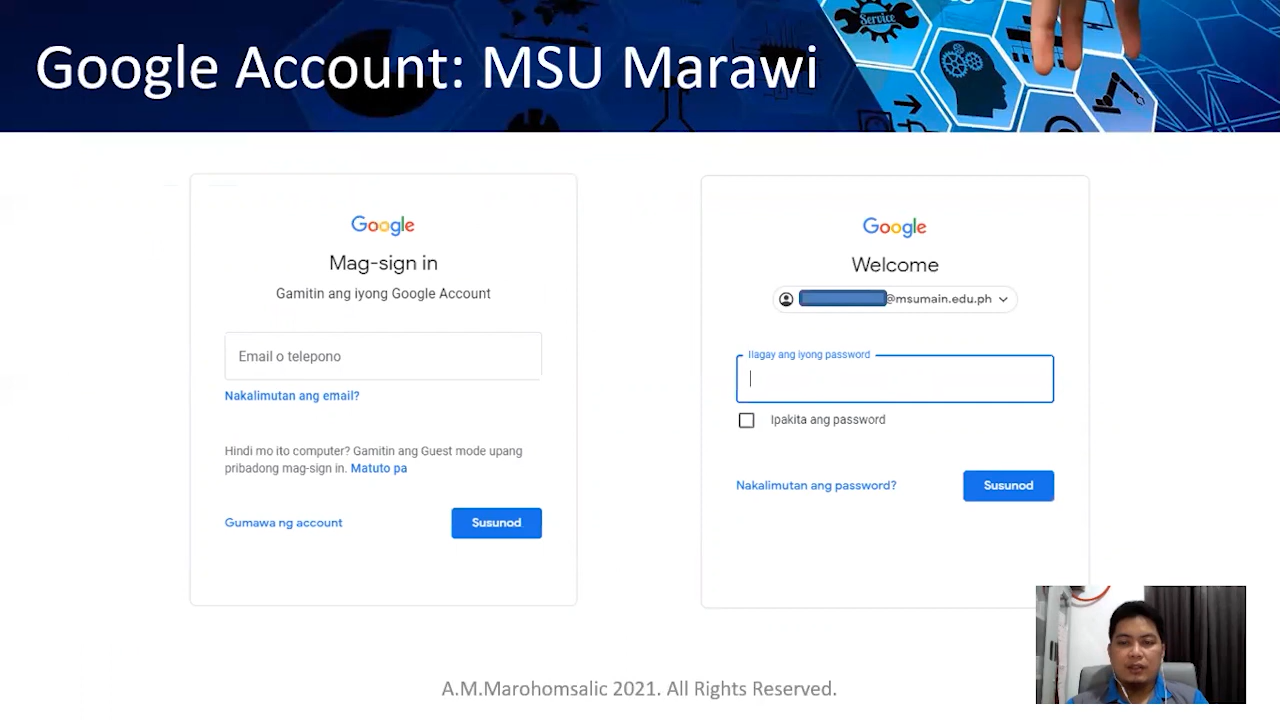 Google Account: MSU Marawi
Service
Google
Mag-sign in
Gamitin ang iyong Google Account
Email o telepono
Nakalimutan ang email?
Hindi mo ito computer? Gamitin ang Guest mode upang
pribadong mag-sign in. Matuto pa
Gumawa ng account
Susunod
Google
Welcome
@msumain.edu.ph
Ilagay ang iyong password
Ipakita ang password
Nakalimutan ang password?
Susunod
A.M.Marohomsalic 2021. All Rights Reserved.